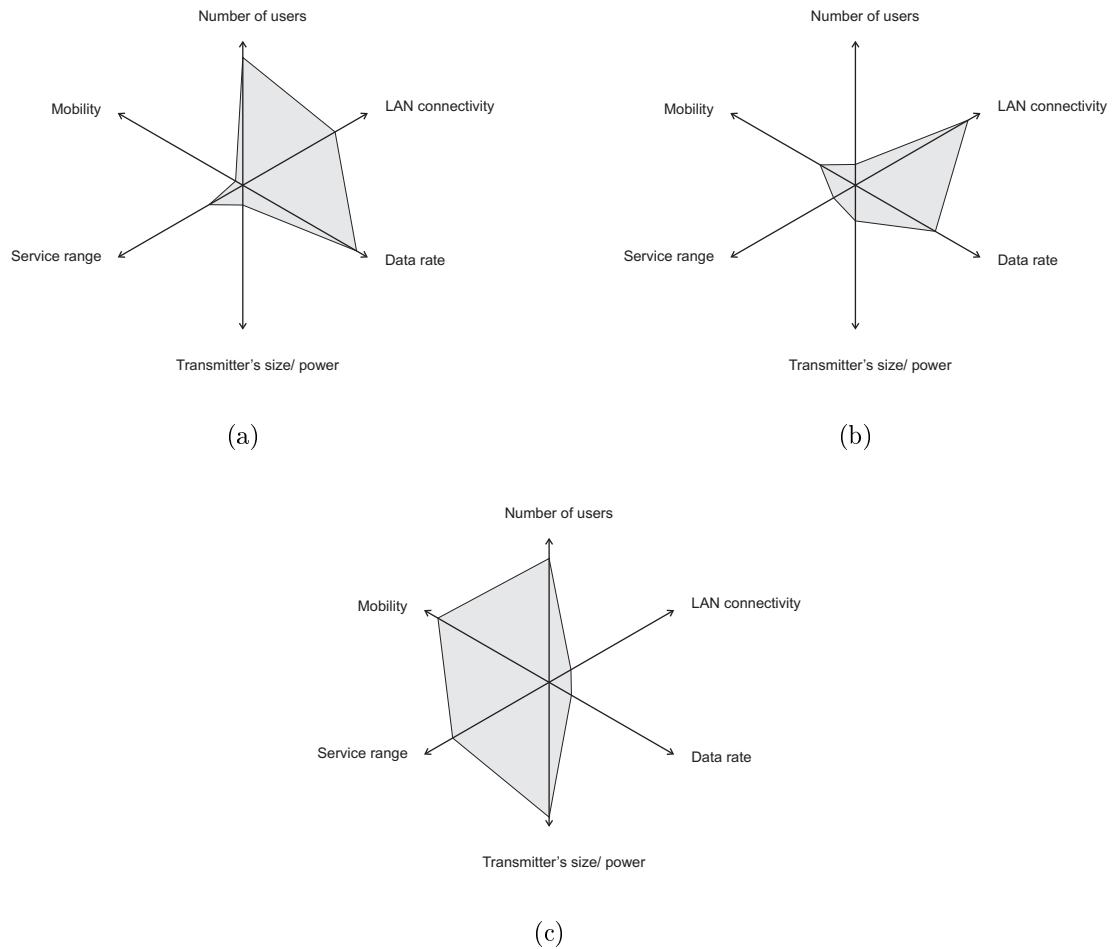 Number of users
Mobility
LAN connectivity
Service range
Data rate
Transmitter's size/ power
(a)
Number of users
Mobility
LAN connectivity
Service range
Data rate
Transmitter's size/ power
(b)
Number of users
Mobility
LAN connectivity
Service range
Data rate
Transmitter's size/ power
(c)